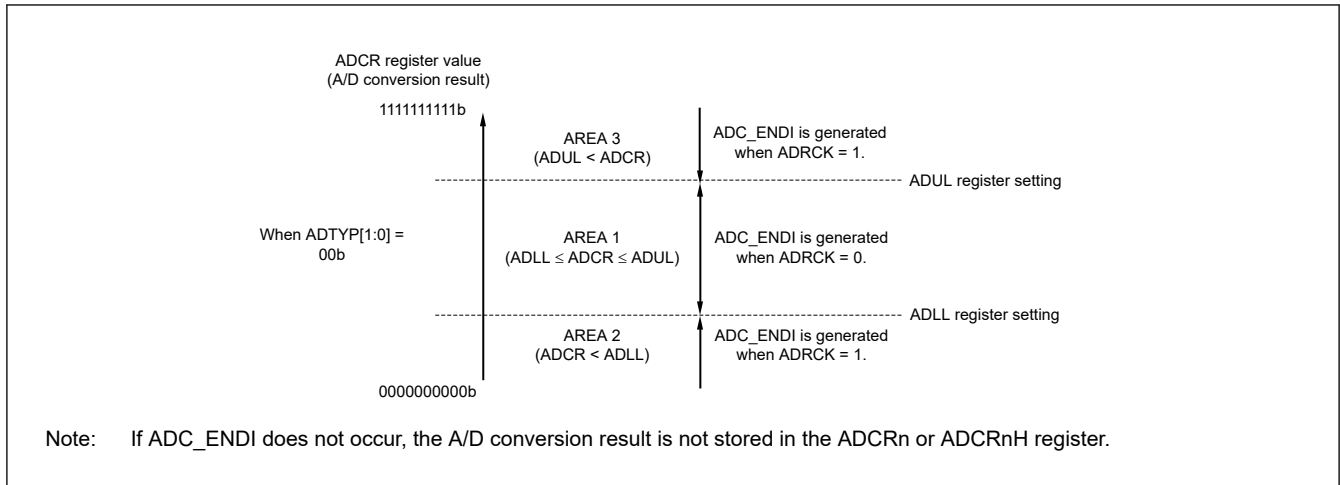 ADCR register value
(A/D conversion result)
1111111111b
AREA 3
(ADUL < ADCR)
ADC_ENDI is generated
when ADRCK = 1.
ADUL register setting
When ADTYP[1:0] =
00b
AREA 1
(ADLL ≤ ADCR ≤ ADUL)
ADC_ENDI is generated
when ADRCK = 0.
ADLL register setting
AREA 2
(ADCR < ADLL)
ADC_ENDI is generated
when ADRCK = 1.
0000000000b
Note: If ADC_ENDI does not occur, the A/D conversion result is not stored in the ADCRn or ADCRnH register.